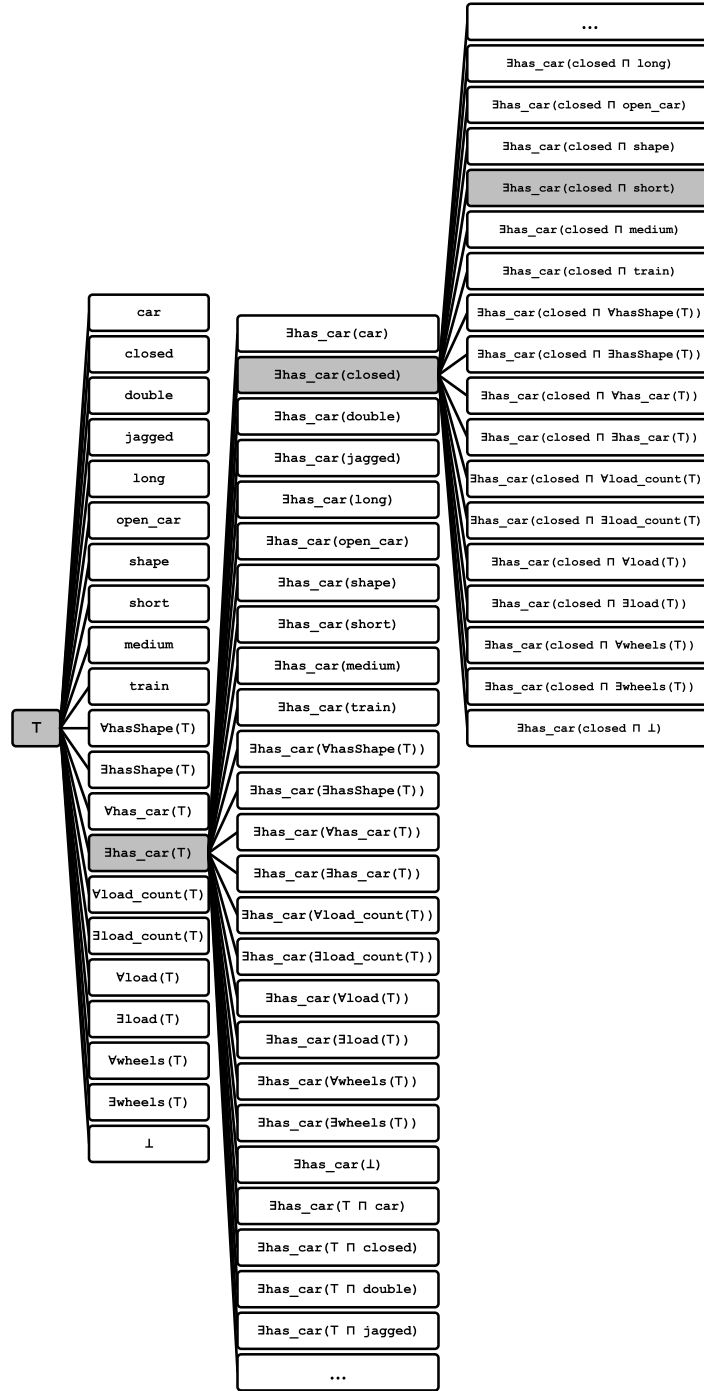 T
car
closed
double
jagged
long
open_car
shape
short
medium
train
∀hasShape(T)
∃hasShape(T)
∀has_car(T)
∃has_car(T)
∀load_count(T)
∃load_count(T)
∀load(T)
∃load(T)
∀wheels(T)
∃wheels(T)
⊥
∃has_car(car)
∃has_car(closed)
∃has_car(double)
∃has_car(jagged)
∃has_car(long)
∃has_car(open_car)
∃has_car(shape)
∃has_car(short)
∃has_car(medium)
∃has_car(train)
∃has_car(∀hasShape(T))
∃has_car(∃hasShape(T))
∃has_car(∀has_car(T))
∃has_car(∃has_car(T))
∃has_car(∀load_count(T))
∃has_car(∃load_count(T))
∃has_car(∀load(T))
∃has_car(∃load(T))
∃has_car(∀wheels(T))
∃has_car(∃wheels(T))
∃has_car(⊥)
∃has_car(T ⊓ car)
∃has_car(T ⊓ closed)
∃has_car(T ⊓ double)
∃has_car(T ⊓ jagged)
...
...
∃has_car(closed ⊓ long)
∃has_car(closed ⊓ open_car)
∃has_car(closed ⊓ shape)
∃has_car(closed ⊓ short)
∃has_car(closed ⊓ medium)
∃has_car(closed ⊓ train)
∃has_car(closed ⊓ ∀hasShape(T))
∃has_car(closed ⊓ ∃hasShape(T))
∃has_car(closed ⊓ ∀has_car(T))
∃has_car(closed ⊓ ∃has_car(T))
∃has_car(closed ⊓ ∀load_count(T)
∃has_car(closed ⊓ ∃load_count(T)
∃has_car(closed ⊓ ∀load(T))
∃has_car(closed ⊓ ∃load(T))
∃has_car(closed ⊓ ∀wheels(T))
∃has_car(closed ⊓ ∃wheels(T))
∃has_car(closed ⊓ ⊥)